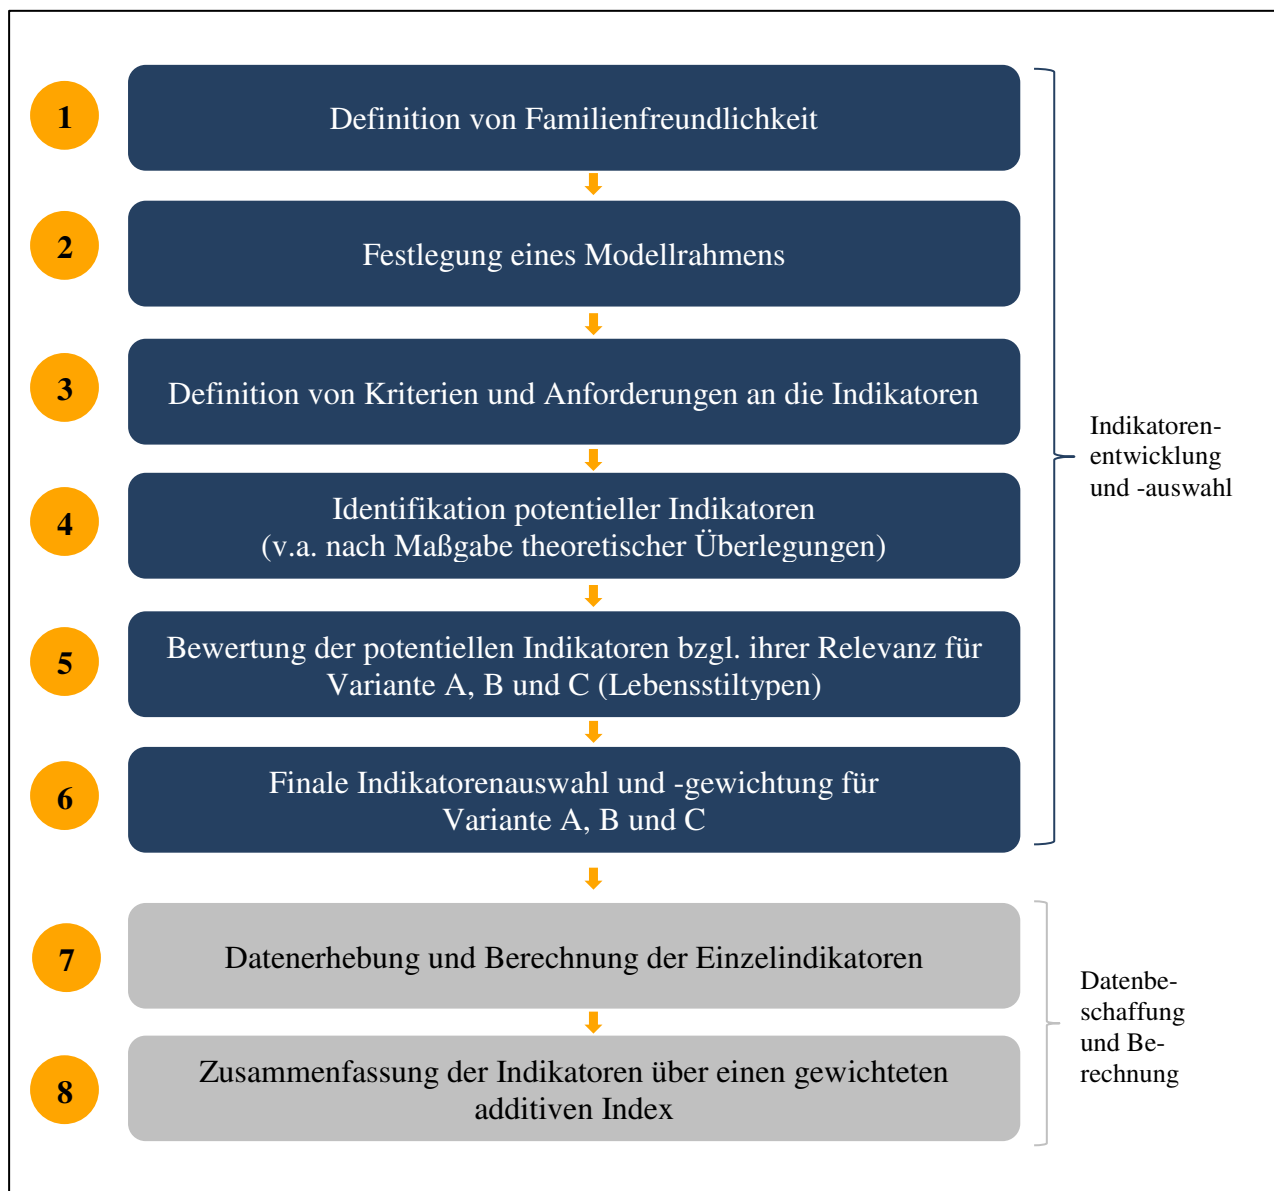 1
Definition von Familienfreundlichkeit
2
Festlegung eines Modellrahmens
3
Definition von Kriterien und Anforderungen an die Indikatoren
4
Identifikation potentieller Indikatoren
(v.a. nach Maßgabe theoretischer Überlegungen)
5
Bewertung der potentiellen Indikatoren bzgl. ihrer Relevanz für
Variante A, B und C (Lebensstiltypen)
6
Finale Indikatorenauswahl und -gewichtung für
Variante A, B und C
Indikatoren-
entwicklung
und -auswahl
7
Datenerhebung und Berechnung der Einzelindikatoren
8
Zusammenfassung der Indikatoren über einen gewichteten
additiven Index
Datenbe-
schaffung
und Be-
rechnung